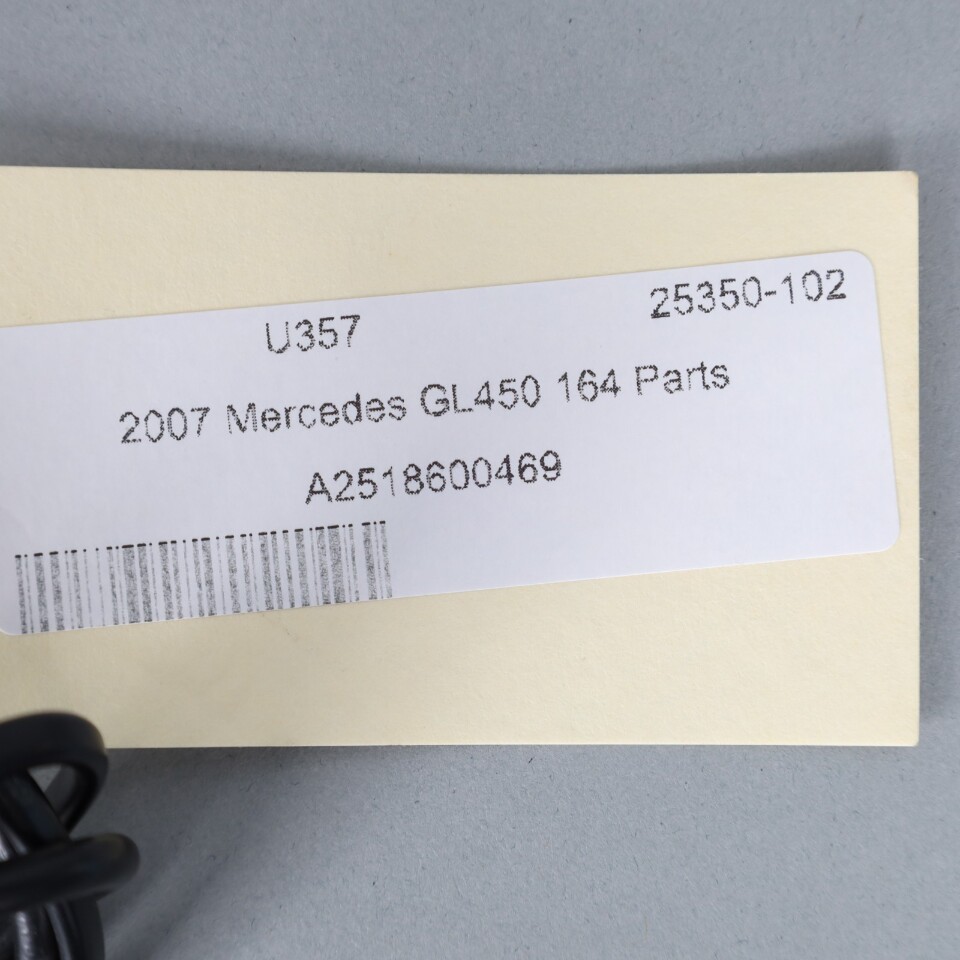 U357 25350-102
2007 Mercedes GL450 164 Parts
A2518600469